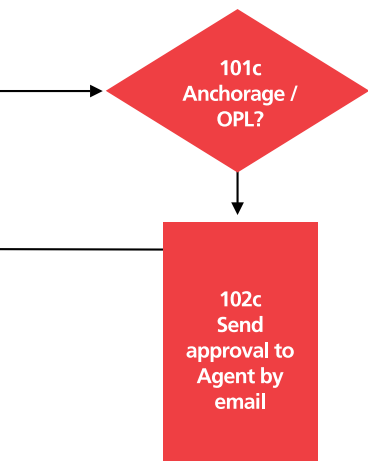 101c
Anchorage /
OPL?
102c
Send
approval to
Agent by
email